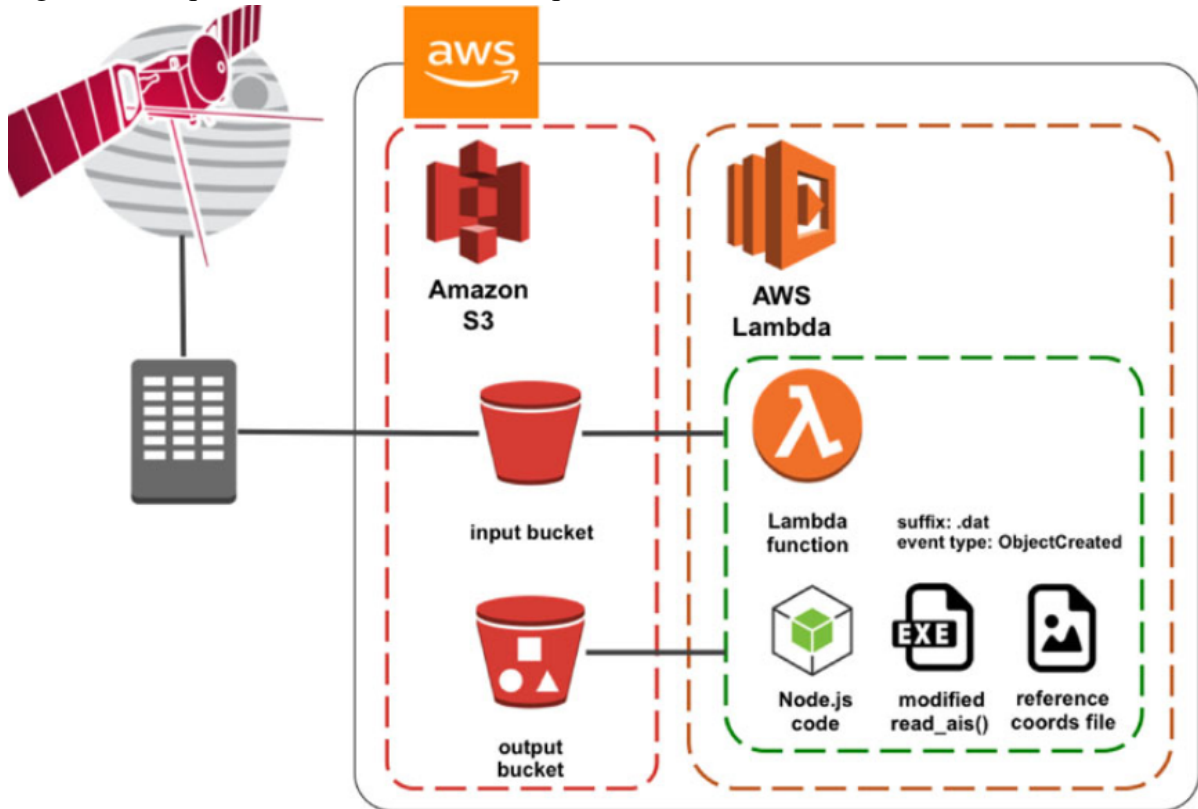 aws
Amazon
S3
AWS
Lambda
input bucket
Lambda
function
suffix: .dat
event type: ObjectCreated
EXE
output
bucket
Node.js
code
modified
read_ais()
reference
coords file